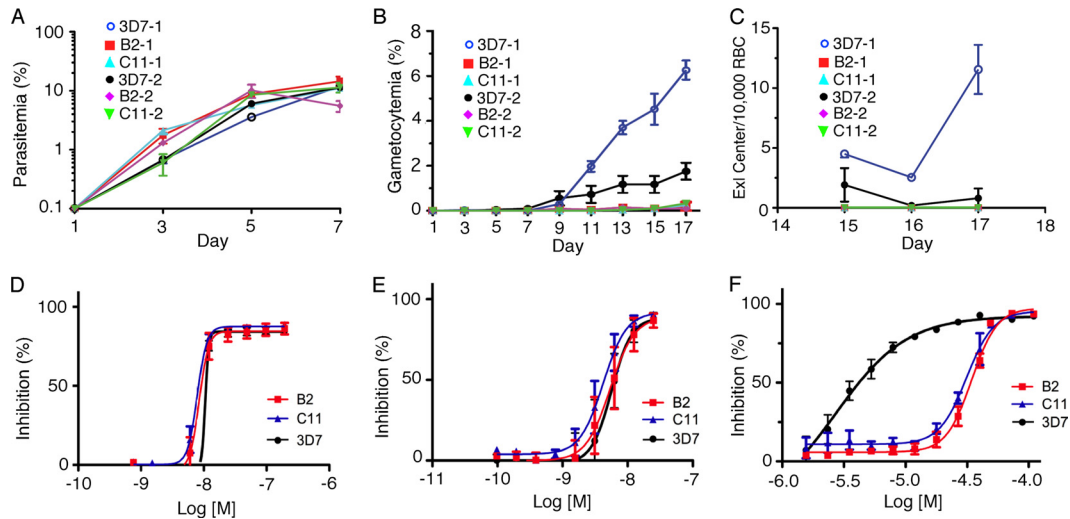 A
Parasitemia (%)
100
10
1
0.1
1
3
5
7
Day
3D7-1
B2-1
C11-1
3D7-2
B2-2
C11-2
B
Gametocytemia (%)
8
6
4
2
0
1
3
5
7
9
11
13
15
17
Day
3D7-1
B2-1
C11-1
3D7-2
B2-2
C11-2
C
Exl Center/10,000 RBC
15
10
5
0
14
15
16
17
18
Day
3D7-1
B2-1
C11-1
3D7-2
B2-2
C11-2
D
Inhibition (%)
100
50
0
-10
-9
-8
-7
-6
Log [M]
B2
C11
3D7
E
Inhibition (%)
100
50
0
-11
-10
-9
-8
-7
Log [M]
B2
C11
3D7
F
Inhibition (%)
100
50
0
-6.0
-5.5
-5.0
-4.5
-4.0
Log [M]
B2
C11
3D7